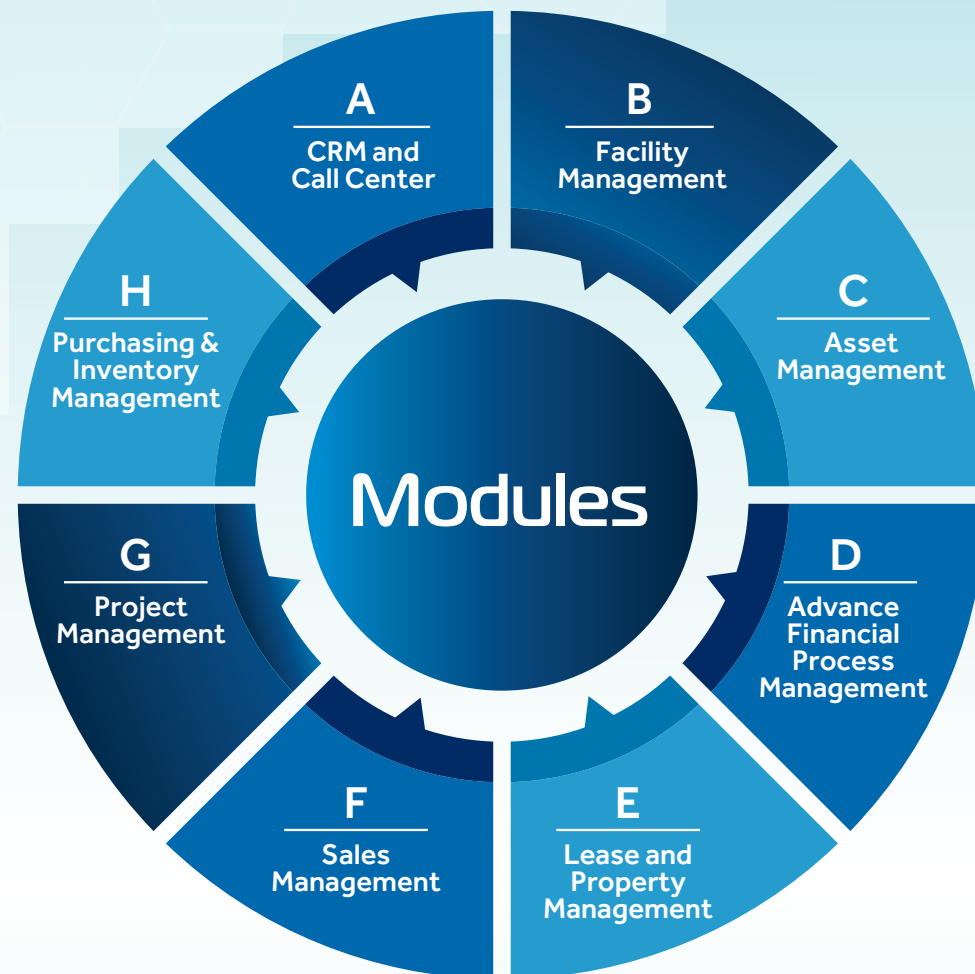 A
CRM and
Call Center
B
Facility
Management
C
Asset
Management
D
Advance
Financial
Process
Management
E
Lease and
Property
Management
F
Sales
Management
G
Project
Management
H
Purchasing &
Inventory
Management
Modules